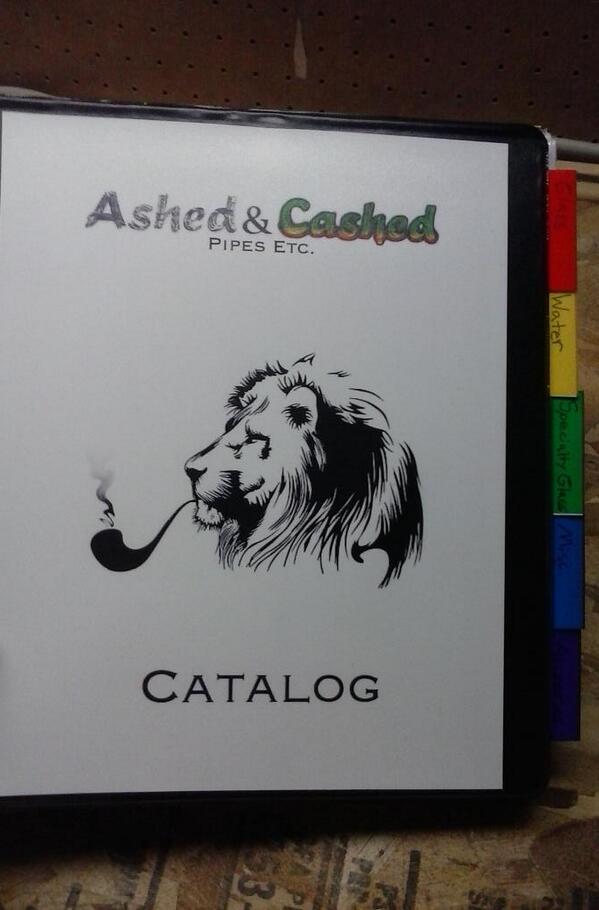 Ashed & Cashed
PIPES ETC.
CATALOG
Glass
Water
Specialty Glass
Misc